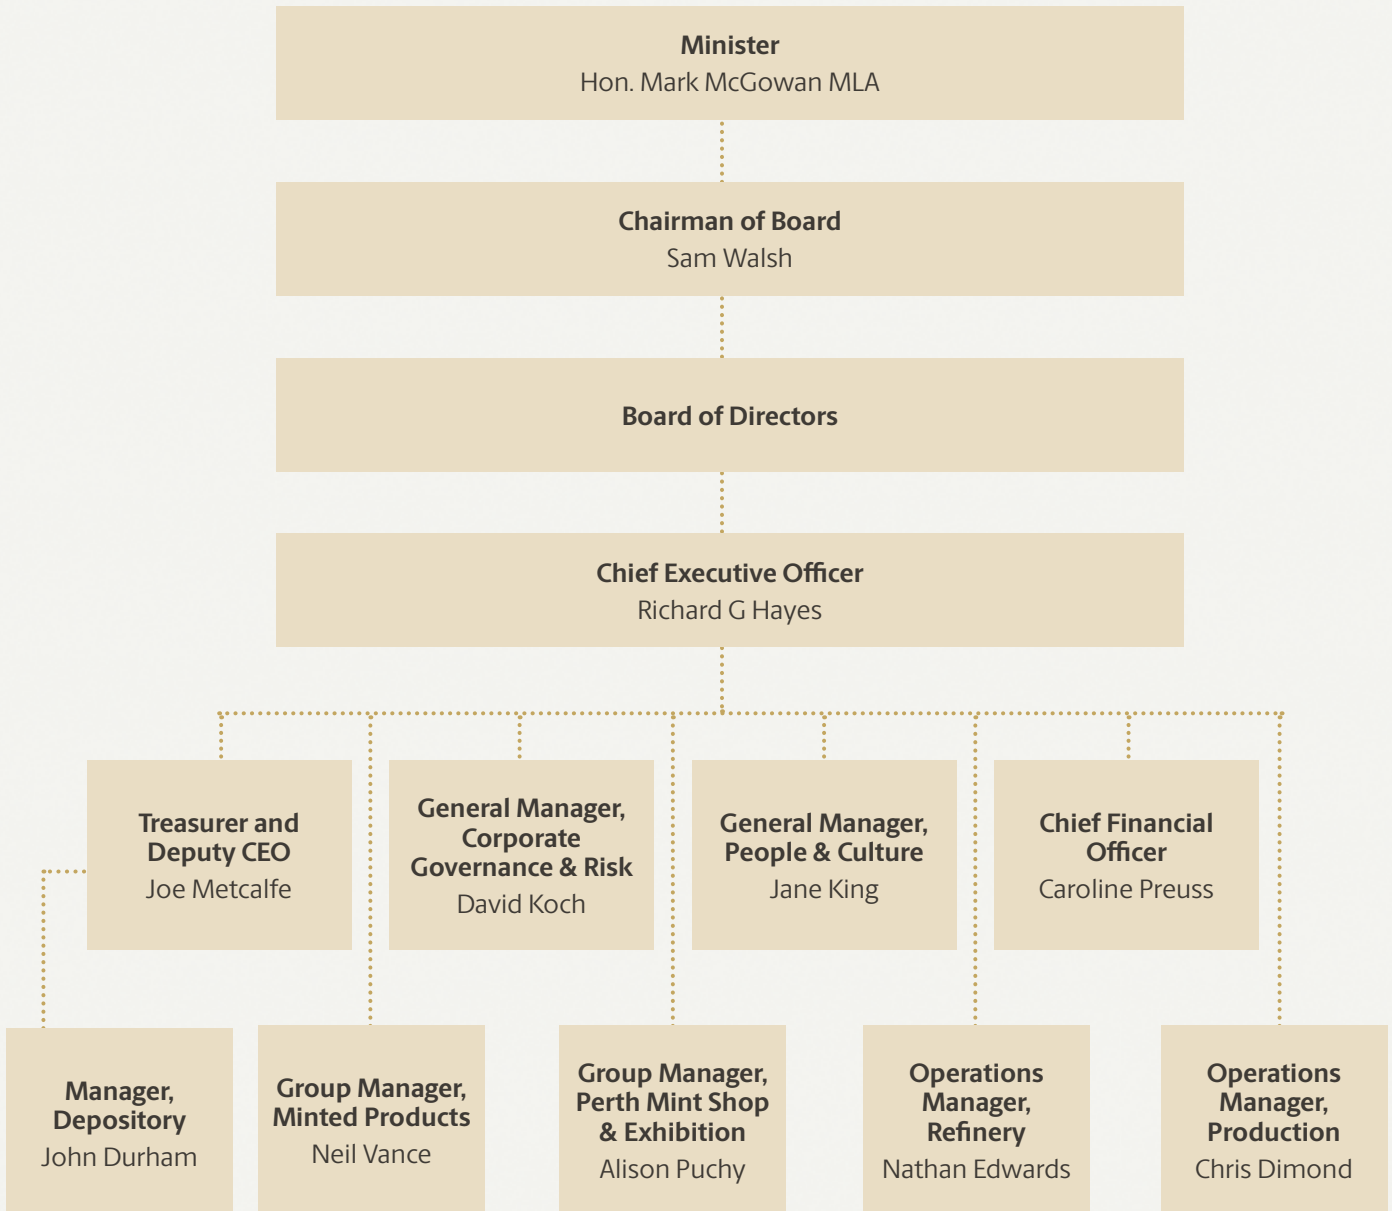 Minister
Hon. Mark McGowan MLA
Chairman of Board
Sam Walsh
Board of Directors
Chief Executive Officer
Richard G Hayes
Treasurer and
Deputy CEO
Joe Metcalfe
General Manager,
Corporate
Governance & Risk
David Koch
General Manager,
People & Culture
Jane King
Chief Financial
Officer
Caroline Preuss
Manager,
Depository
John Durham
Group Manager,
Minted Products
Neil Vance
Group Manager,
Perth Mint Shop
& Exhibition
Alison Puchy
Operations
Manager,
Refinery
Nathan Edwards
Operations
Manager,
Production
Chris Dimond